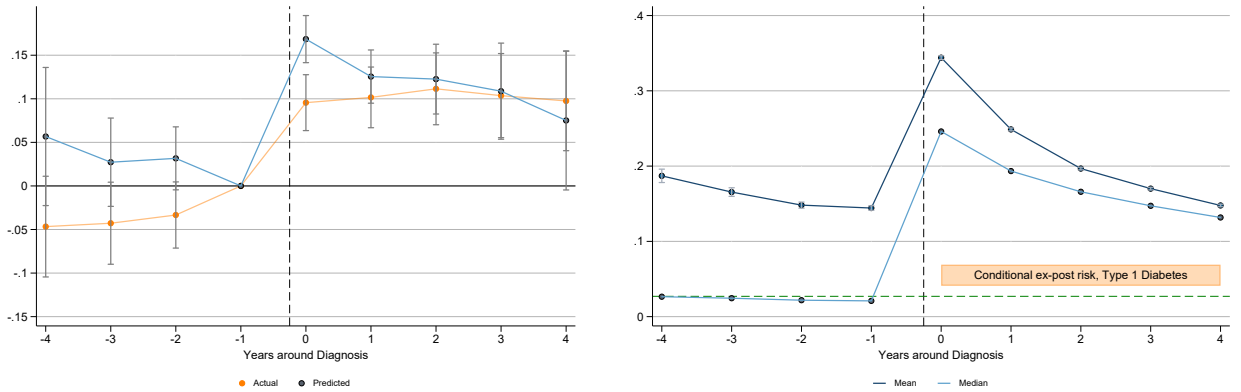 .15
.1
.05
0
-.05
-.1
-.15
-4 -3 -2 -1 0 1 2 3 4
Years around Diagnosis
Actual Predicted
.4
.3
.2
.1
0
Conditional ex-post risk, Type 1 Diabetes
-4 -3 -2 -1 0 1 2 3 4
Years around Diagnosis
Mean Median